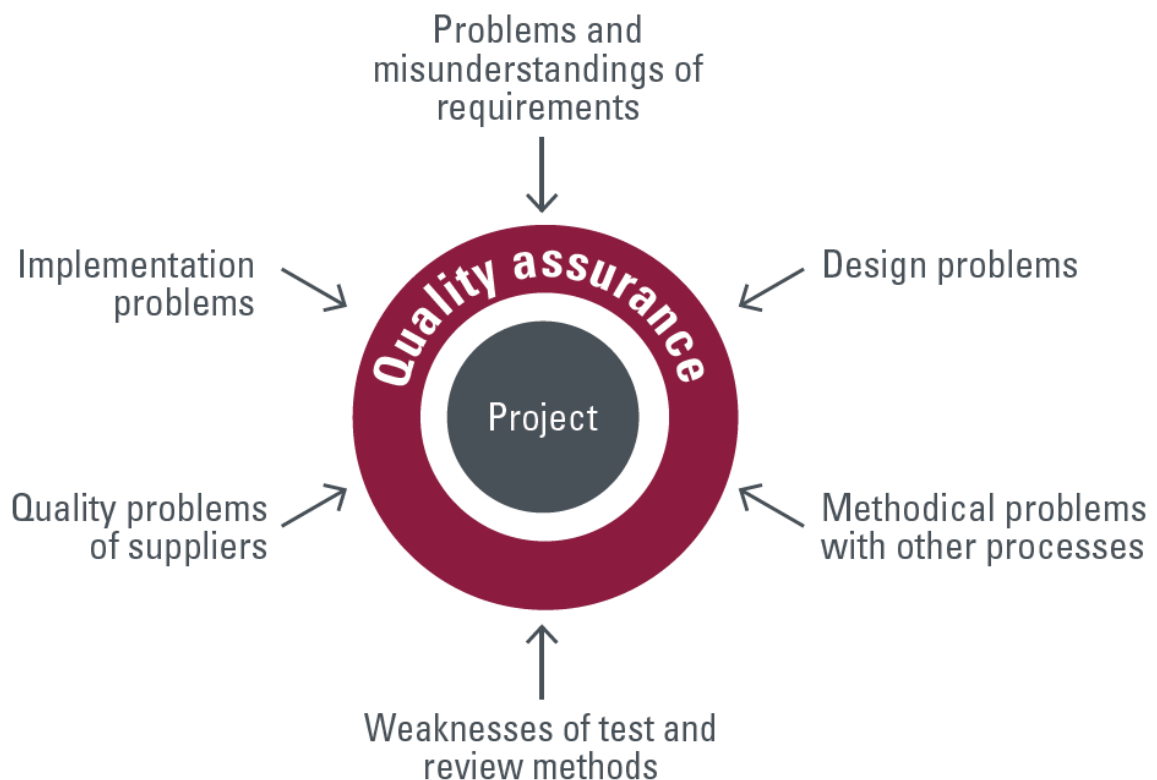 Problems and
misunderstandings of
requirements
Implementation
problems
Quality assurance
Design problems
Project
Quality problems
of suppliers
Methodical problems
with other processes
Weaknesses of test and
review methods